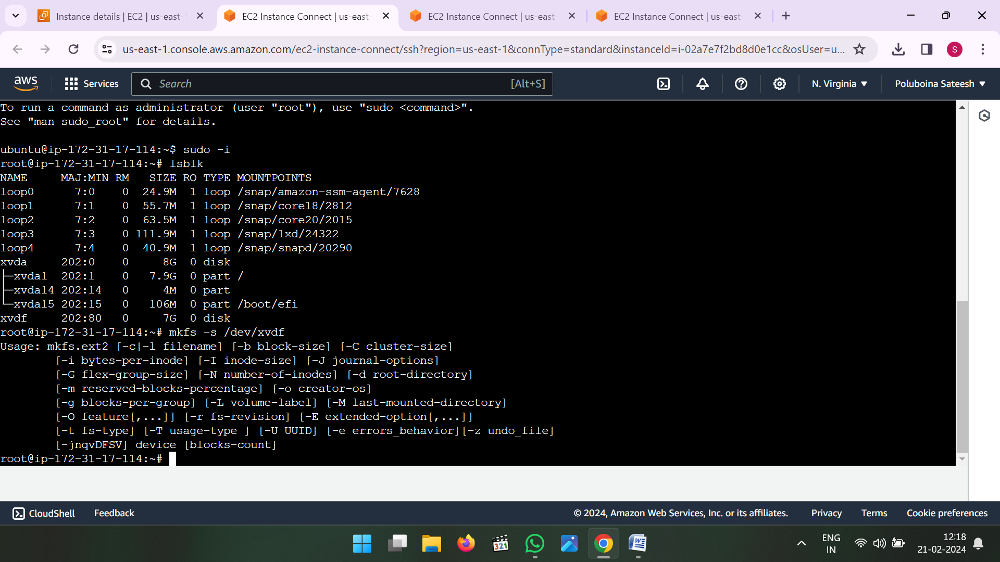 Instance details | EC2 | us-east-1
EC2 Instance Connect | us-east-
EC2 Instance Connect | us-east-
EC2 Instance Connect | us-east-
us-east-1.console.aws.amazon.com/ec2-instance-connect/ssh?region=us-east-1&connType=standard&instanceId=i-02a7e7f2bd8d0e1cc&osUser=u...
S
aws
Services
Search
[Alt+S]
N. Virginia
Poluboina Sateesh
To run a command as administrator (user "root"), use "sudo <command>".
See "man sudo_root" for details.
ubuntu@ip-172-31-17-114:~$ sudo -i
root@ip-172-31-17-114:~# lsblk
NAME     MAJ:MIN RM   SIZE RO TYPE MOUNTPOINTS
loop0      7:0    0  24.9M  1 loop /snap/amazon-ssm-agent/7628
loop1      7:1    0  55.7M  1 loop /snap/core18/2812
loop2      7:2    0  63.5M  1 loop /snap/core20/2015
loop3      7:3    0 111.9M  1 loop /snap/lxd/24322
loop4      7:4    0  40.9M  1 loop /snap/snapd/20290
xvda     202:0    0     8G  0 disk
├─xvda1  202:1    0   7.9G  0 part /
├─xvda14 202:14   0     4M  0 part
└─xvda15 202:15   0   106M  0 part /boot/efi
xvdf     202:80   0     7G  0 disk
root@ip-172-31-17-114:~# mkfs -s /dev/xvdf
Usage: mkfs.ext2 [-c|-l filename] [-b block-size] [-C cluster-size]
[-i bytes-per-inode] [-I inode-size] [-J journal-options]
[-G flex-group-size] [-N number-of-inodes] [-d root-directory]
[-m reserved-blocks-percentage] [-o creator-os]
[-g blocks-per-group] [-L volume-label] [-M last-mounted-directory]
[-O feature[,...]] [-r fs-revision] [-E extended-option[,...]]
[-t fs-type] [-T usage-type ] [-U UUID] [-e errors_behavior][-z undo_file]
[-jnqvDFSV] device [blocks-count]
root@ip-172-31-17-114:~#
CloudShell
Feedback
© 2024, Amazon Web Services, Inc. or its affiliates.
Privacy
Terms
Cookie preferences
321
W
ENG
IN
12:18
21-02-2024